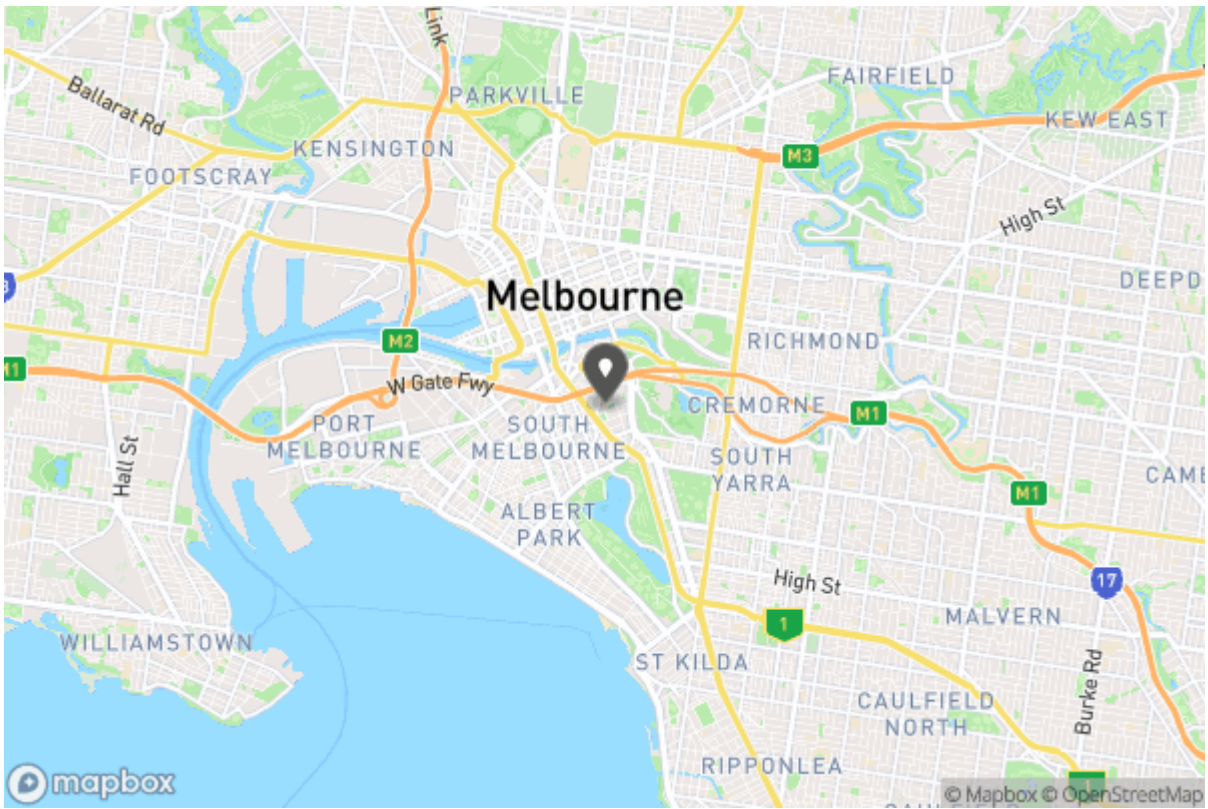 Link
Ballarat Rd
PARKVILLE
FAIRFIELD
KEW EAST
KENSINGTON
M3
FOOTSCRAY
High St
DEEPD
Melbourne
M2
RICHMOND
M1
W Gate Fwy
CREMORNE
M1
PORT
MELBOURNE
SOUTH
MELBOURNE
SOUTH
YARRA
Hall St
CAMB
M1
ALBERT
PARK
High St
17
MALVERN
1
WILLIAMSTOWN
ST KILDA
Burke Rd
CAULFIELD
NORTH
RIPPONLEA
mapbox
© Mapbox © OpenStreetMap